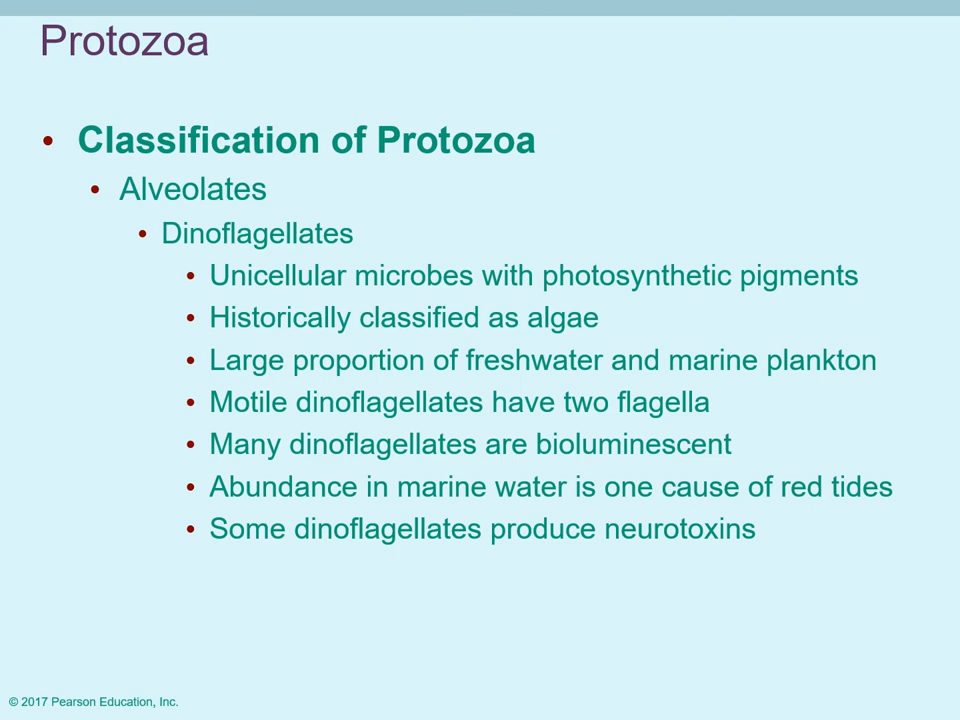 Protozoa
• Classification of Protozoa
• Alveolates
• Dinoflagellates
• Unicellular microbes with photosynthetic pigments
• Historically classified as algae
• Large proportion of freshwater and marine plankton
• Motile dinoflagellates have two flagella
• Many dinoflagellates are bioluminescent
• Abundance in marine water is one cause of red tides
• Some dinoflagellates produce neurotoxins
© 2017 Pearson Education, Inc.